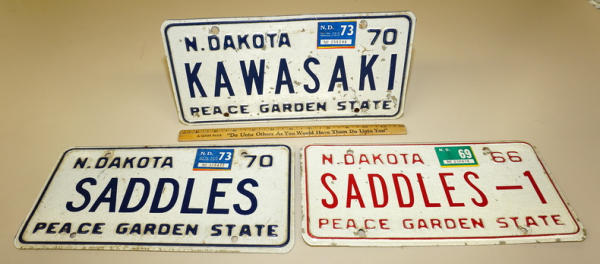 N.DAKOTA N.D. 73 70
KAWASAKI
PEACE GARDEN STATE
"Do Unto Others As You Would Have Them Do Unto You"
N.DAKOTA N.D. 73 70
SADDLES
PEACE GARDEN STATE
N.DAKOTA N.D. 69 66
SADDLES-1
PEACE GARDEN STATE